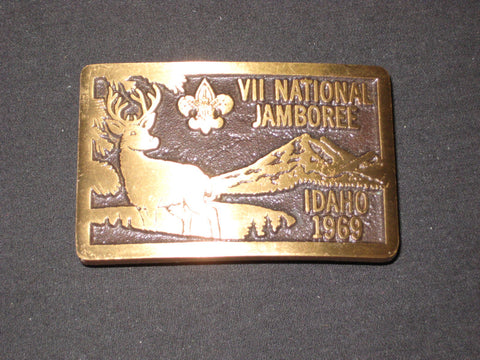 VII NATIONAL
JAMBOREE
IDAHO
1969